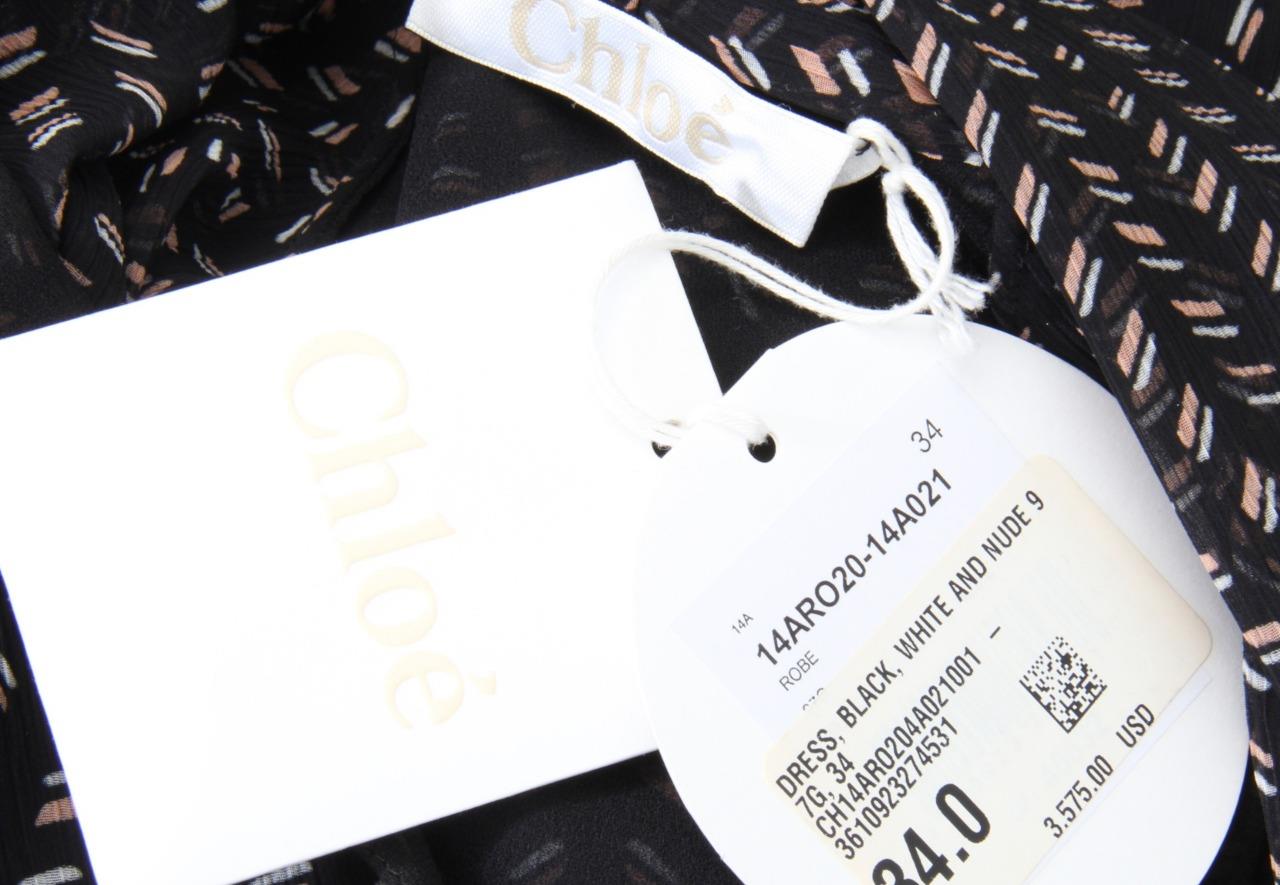 Chloé
Chloé
34
14ARO20-14A021
14A
ROBE
DRESS, BLACK, WHITE AND NUDE 9
7G, 34
CH14ARO204A021001 –
3610923274531
34.0
3.575.00 USD